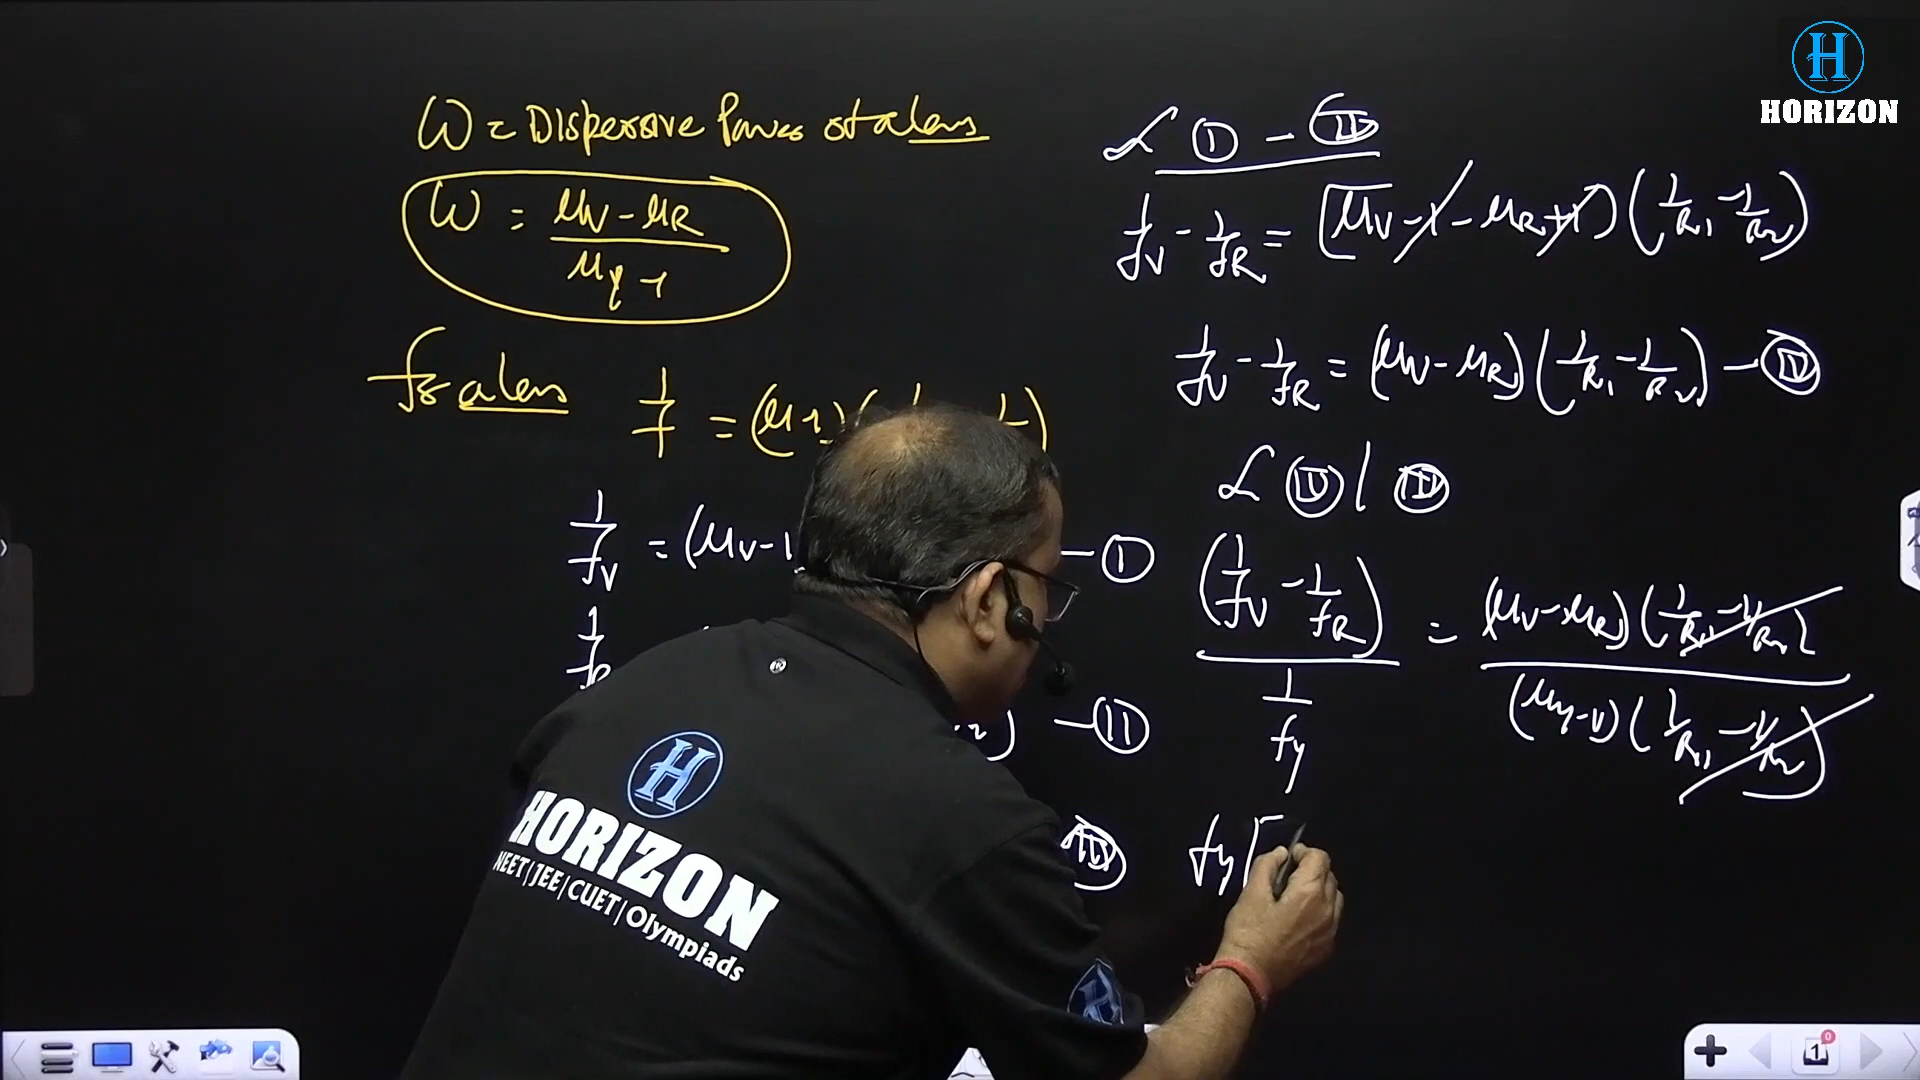 ω = Dispersive Power of a lens
ω = μV - μR / μy - 1
for a lens
1/f = (μ-1)(
1/fV = (μV-1
— I
1/fR
— II
III
L I - II
1/fV - 1/fR = [μV - 1 - μR + 1] (1/R1 - 1/R2)
1/fV - 1/fR = (μV - μR)(1/R1 - 1/R2) — IV
L IV / III
(1/fV - 1/fR) / (1/fy) = (μV - μR)(1/R1 - 1/R2) / (μy - 1)(1/R1 - 1/R2)
fy [
H
HORIZON
H
HORIZON
NEET | JEE | CUET | Olympiads
1
0